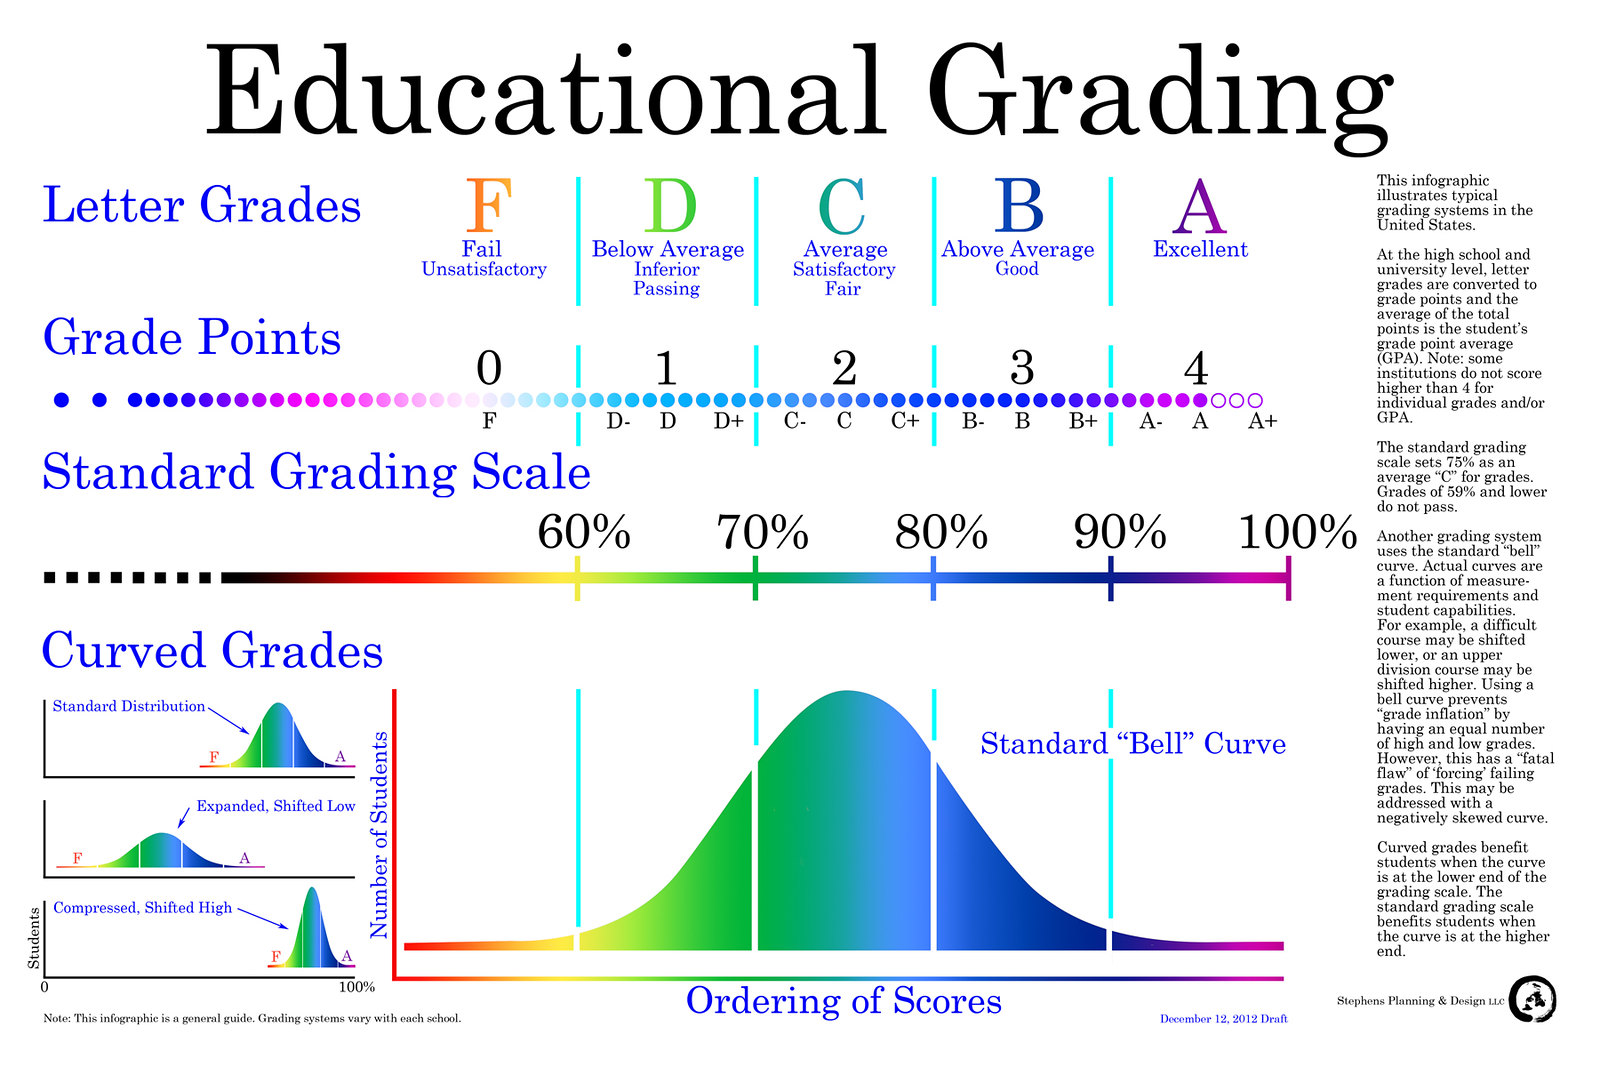 Educational Grading
Letter Grades
F D C B A
Fail Below Average Average Above Average Excellent
Unsatisfactory Inferior Satisfactory Good
Passing Fair
Grade Points
0 1 2 3 4
F D- D D+ C- C C+ B- B B+ A- A A+
Standard Grading Scale
60% 70% 80% 90% 100%
Curved Grades
Standard Distribution
F A
Expanded, Shifted Low
F A
Compressed, Shifted High
F A
Students
0 100%
Note: This infographic is a general guide. Grading systems vary with each school.
Number of Students
Standard “Bell” Curve
Ordering of Scores
December 12, 2012 Draft
This infographic
illustrates typical
grading systems in the
United States.
At the high school and
university level, letter
grades are converted to
grade points and the
average of the total
points is the student’s
grade point average
(GPA). Note: some
institutions do not score
higher than 4 for
individual grades and/or
GPA.
The standard grading
scale sets 75% as an
average “C” for grades.
Grades of 59% and lower
do not pass.
Another grading system
uses the standard “bell”
curve. Actual curves are
a function of measure-
ment requirements and
student capabilities.
For example, a difficult
course may be shifted
lower, or an upper
division course may be
shifted higher. Using a
bell curve prevents
“grade inflation” by
having an equal number
of high and low grades.
However, this has a “fatal
flaw” of ‘forcing’ failing
grades. This may be
addressed with a
negatively skewed curve.
Curved grades benefit
students when the curve
is at the lower end of the
grading scale. The
standard grading scale
benefits students when
the curve is at the higher
end.
Stephens Planning & Design LLC